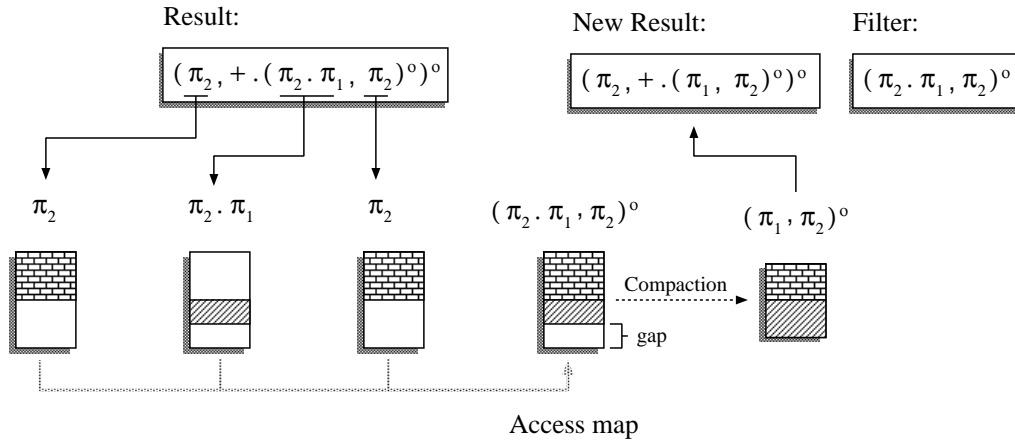 Result:
New Result:
Filter:
(π₂, + .(π₂. π₁, π₂)°)°
(π₂, + .(π₁, π₂)°)°
(π₂. π₁, π₂)°
π₂
π₂. π₁
π₂
(π₂. π₁, π₂)°
(π₁, π₂)°
Compaction
gap
Access map